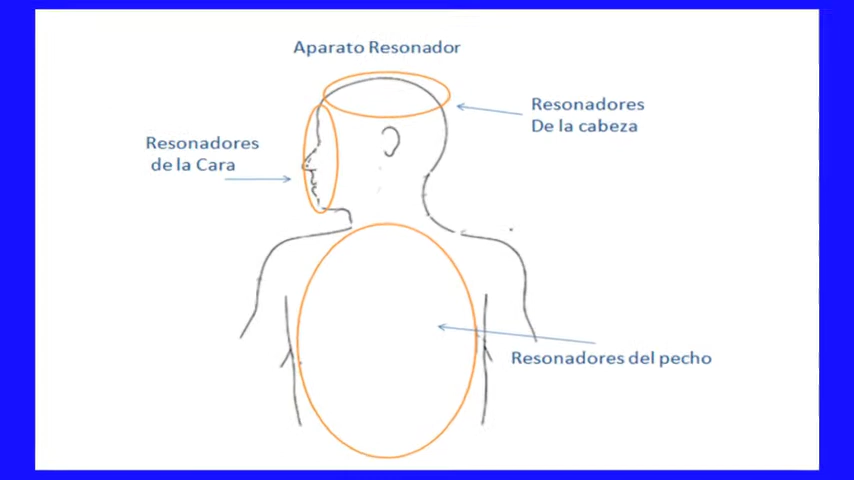 Aparato Resonador
Resonadores
De la cabeza
Resonadores
de la Cara
Resonadores del pecho